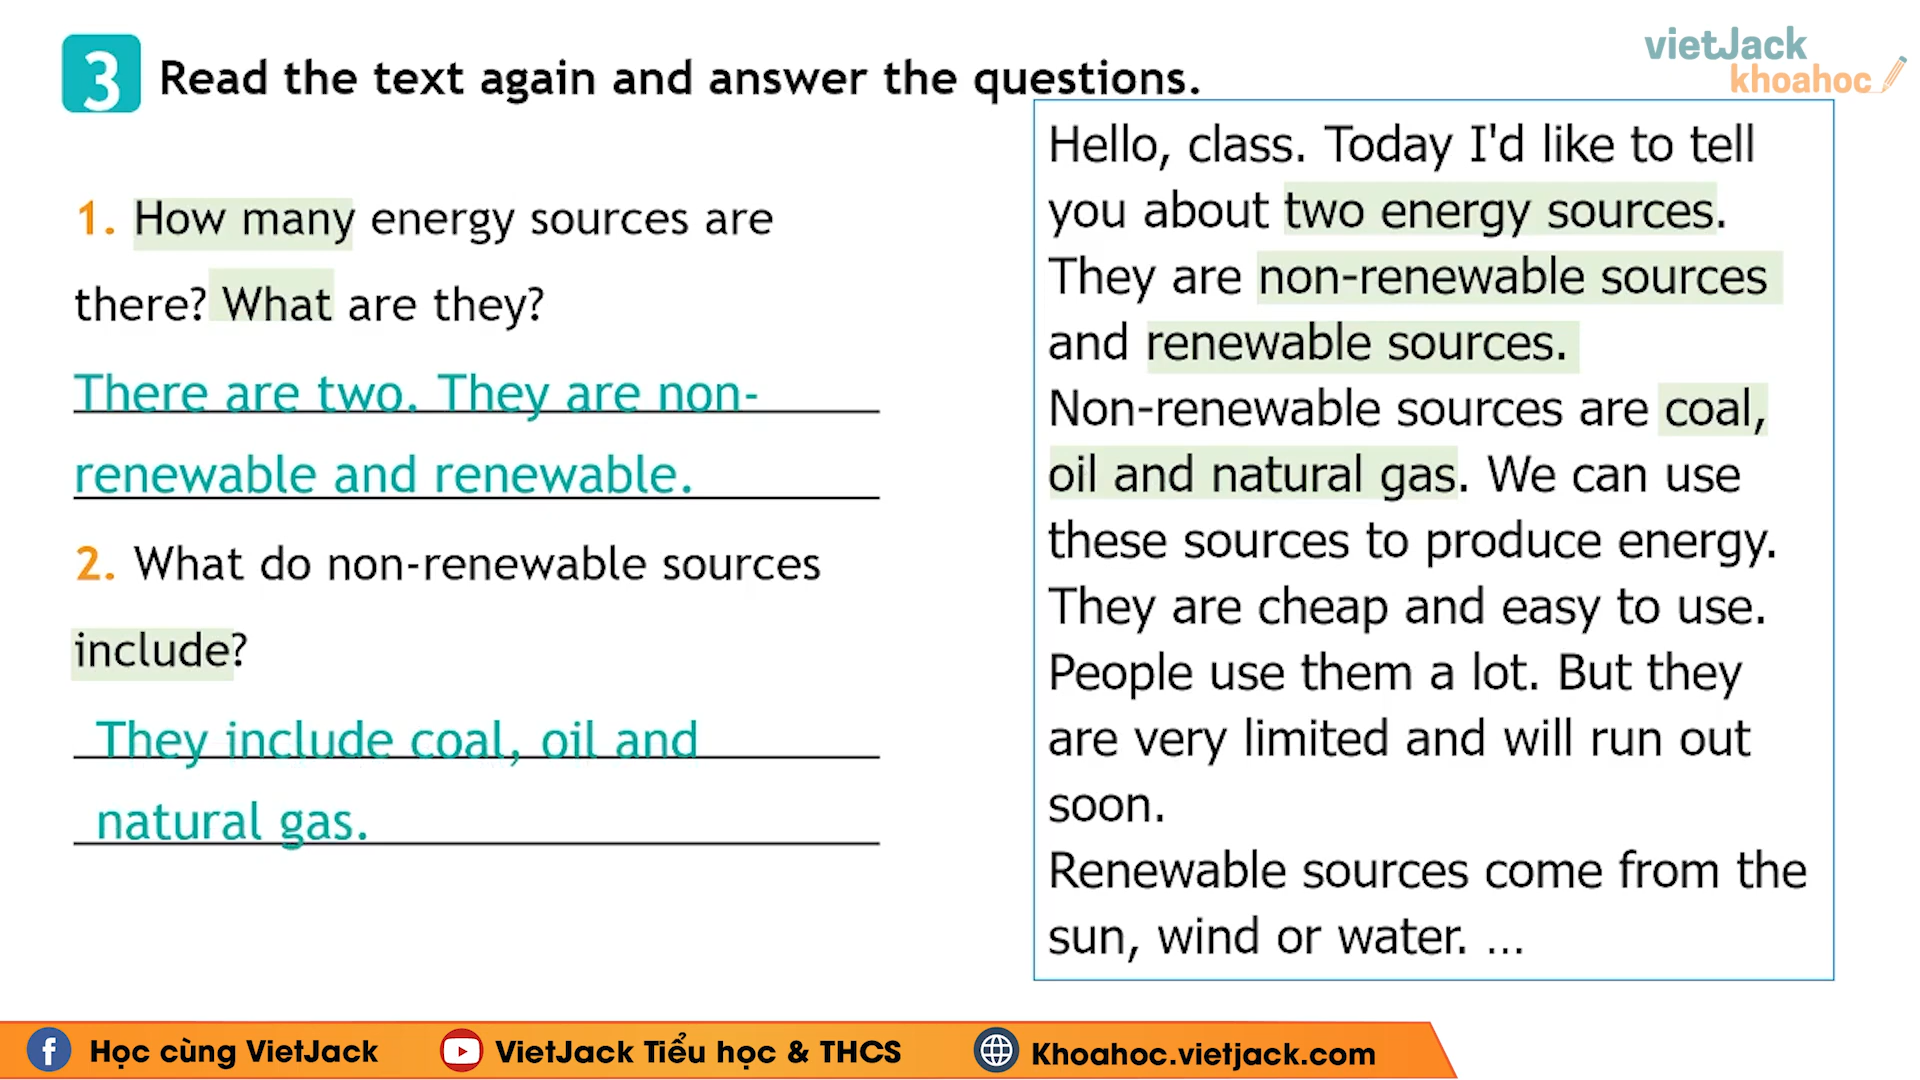 vietJack
khoahoc
3 Read the text again and answer the questions.
1. How many energy sources are
there? What are they?
There are two. They are non-
renewable and renewable.
2. What do non-renewable sources
include?
They include coal, oil and
natural gas.
Hello, class. Today I'd like to tell
you about two energy sources.
They are non-renewable sources
and renewable sources.
Non-renewable sources are coal,
oil and natural gas. We can use
these sources to produce energy.
They are cheap and easy to use.
People use them a lot. But they
are very limited and will run out
soon.
Renewable sources come from the
sun, wind or water. ...
Học cùng VietJack
VietJack Tiểu học & THCS
Khoahoc.vietjack.com